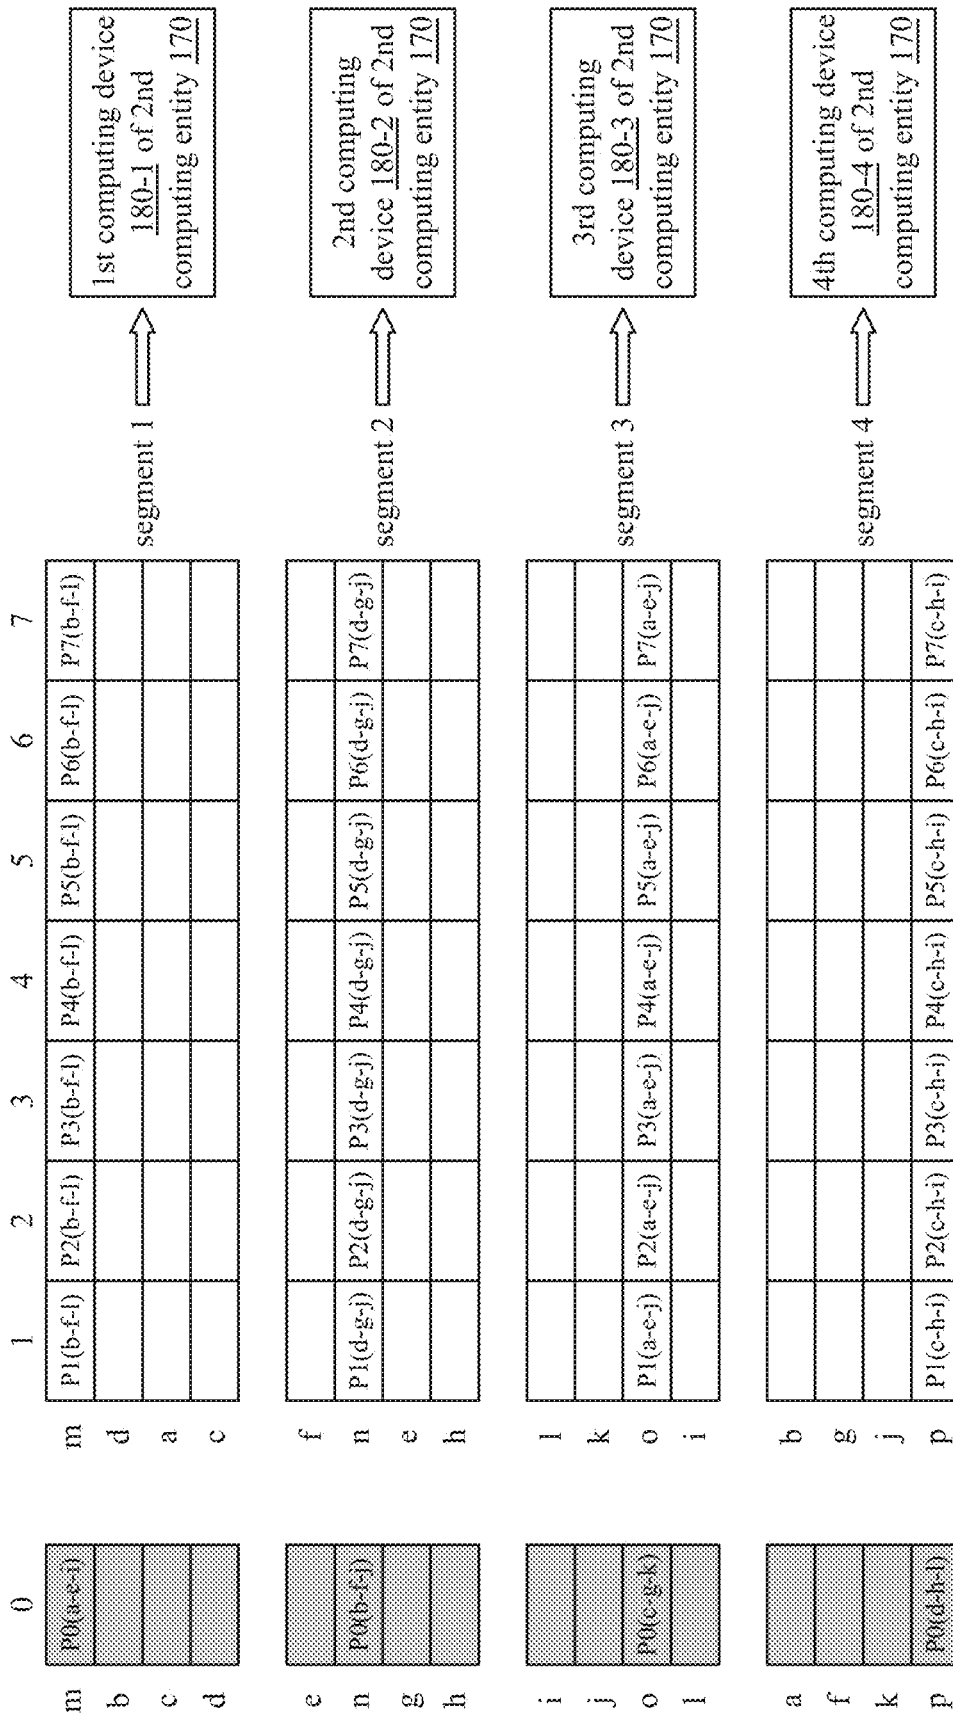 0 1 2 3 4 5 6 7
m P0(a-e-i) m P1(b-f-l) P2(b-f-l) P3(b-f-l) P4(b-f-l) P5(b-f-l) P6(b-f-l) P7(b-f-l)
b d
c a
d c
segment 1
1st computing device
180-1 of 2nd
computing entity 170
e f
n P0(b-f-j) n P1(d-g-j) P2(d-g-j) P3(d-g-j) P4(d-g-j) P5(d-g-j) P6(d-g-j) P7(d-g-j)
g e
h h
segment 2
2nd computing
device 180-2 of 2nd
computing entity 170
i l
j k
o P0(c-g-k) o P1(a-e-j) P2(a-e-j) P3(a-e-j) P4(a-e-j) P5(a-e-j) P6(a-e-j) P7(a-e-j)
l i
segment 3
3rd computing
device 180-3 of 2nd
computing entity 170
a b
f g
k j
p P0(d-h-l) p P1(c-h-i) P2(c-h-i) P3(c-h-i) P4(c-h-i) P5(c-h-i) P6(c-h-i) P7(c-h-i)
segment 4
4th computing device
180-4 of 2nd
computing entity 170